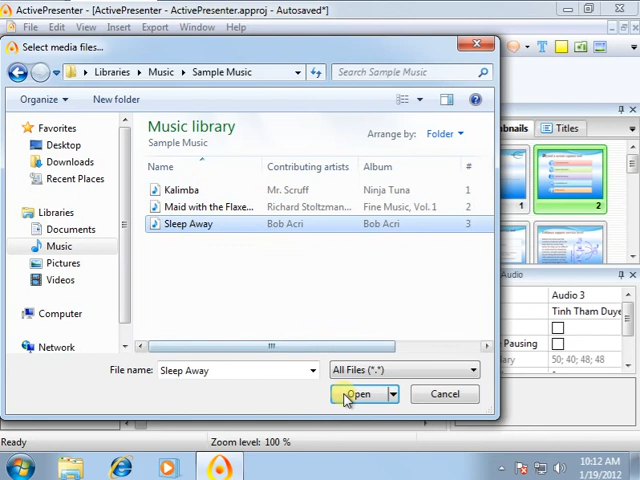 ActivePresenter - [ActivePresenter - ActivePresenter.approj - Autosaved*]
File Edit View Insert Export Window Help
Select media files...
Libraries Music Sample Music
Search Sample Music
Organize New folder
Favorites
Desktop
Downloads
Recent Places
Libraries
Documents
Music
Pictures
Videos
Computer
Network
Music library
Sample Music
Arrange by: Folder
Name Contributing artists Album #
Kalimba Mr. Scruff Ninja Tuna 1
Maid with the Flaxe... Richard Stoltzman... Fine Music, Vol. 1 2
Sleep Away Bob Acri Bob Acri 3
File name: Sleep Away All Files (*.*)
Open Cancel
Titles
1 2
Audio
Audio 3
Tinh Tham Duye
Pausing
50; 40; 48; 48
Ready Zoom level: 100 %
10:12 AM
1/19/2012